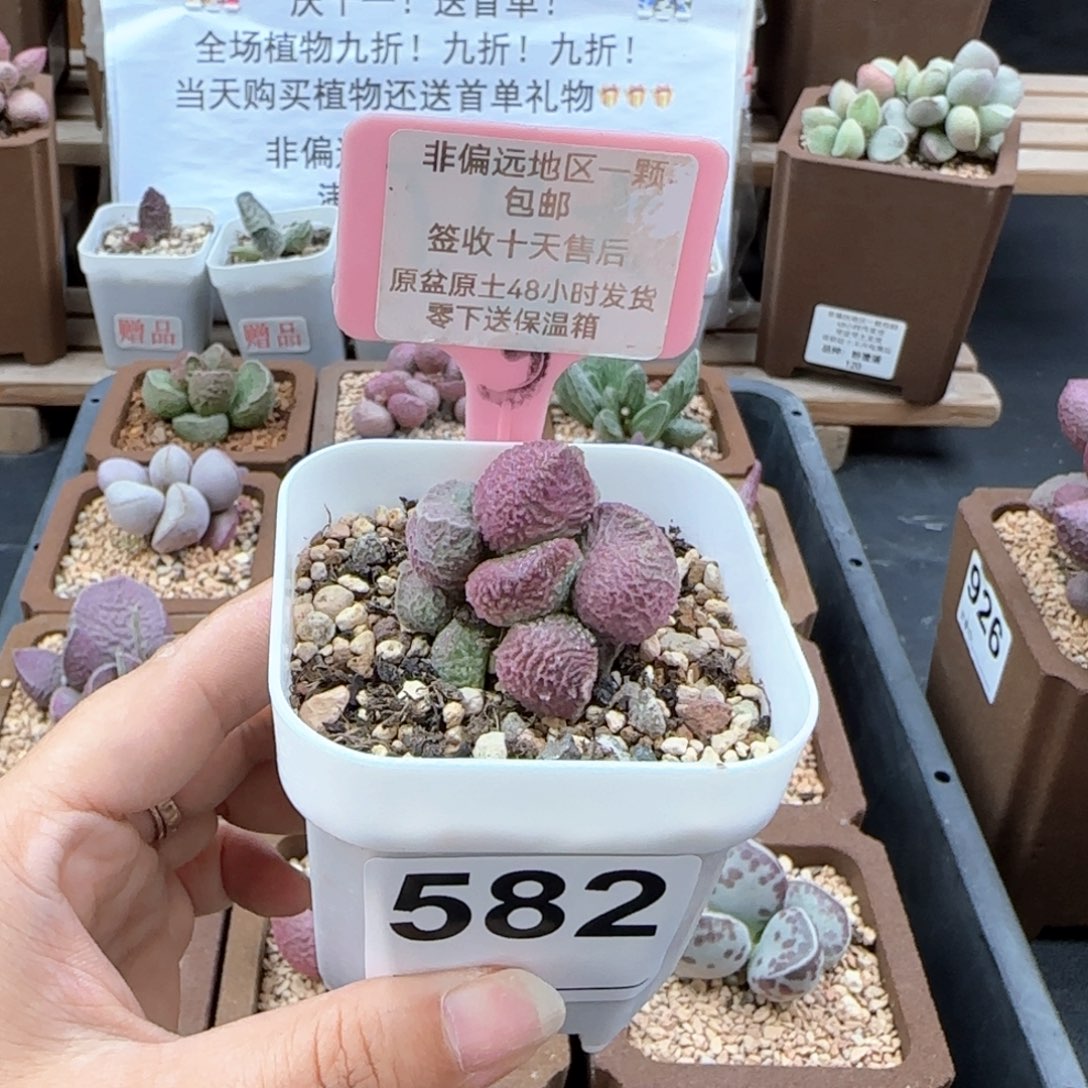 庆十一！送首单！
全场植物九折！九折！九折！
当天购买植物还送首单礼物
非偏
非偏远地区一颗
包邮
签收十天售后
原盆原土48小时发货
零下送保温箱
赠品
赠品
926
582